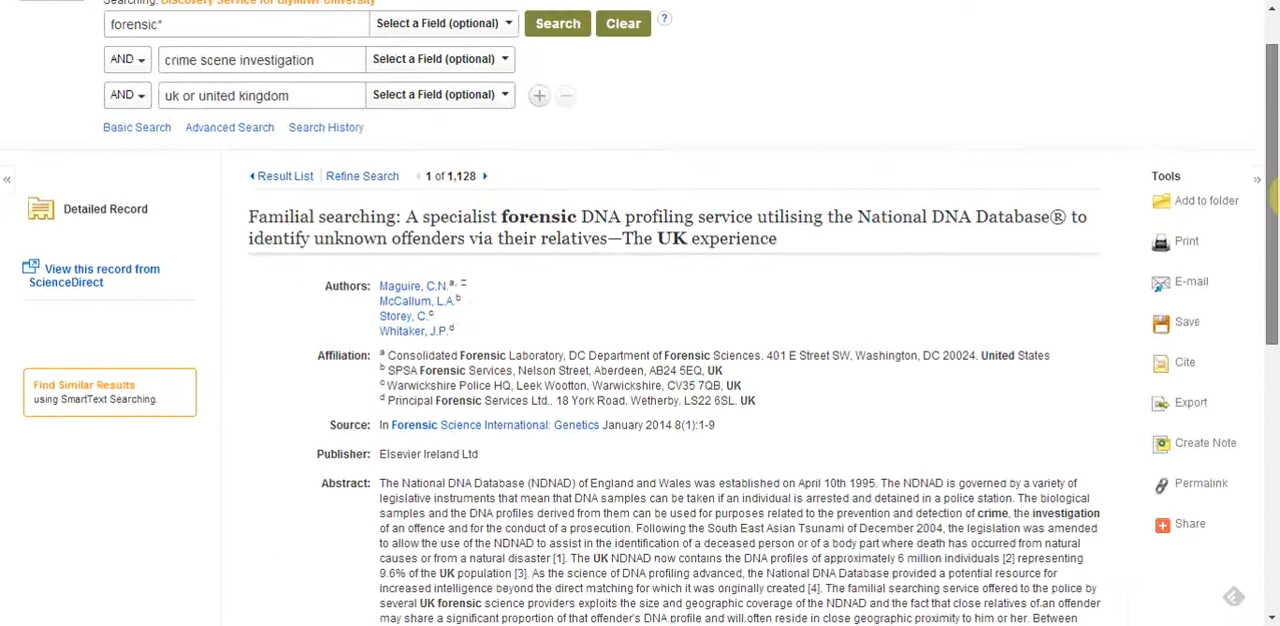 Searching: Discovery Service for Glyndŵr University
forensic* Select a Field (optional) Search Clear ?
AND crime scene investigation Select a Field (optional)
AND uk or united kingdom Select a Field (optional)
Basic Search Advanced Search Search History
« Detailed Record
View this record from
ScienceDirect
Find Similar Results
using SmartText Searching.
Result List Refine Search 1 of 1,128
Familial searching: A specialist forensic DNA profiling service utilising the National DNA Database® to
identify unknown offenders via their relatives—The UK experience
Authors: Maguire, C.N.a,
McCallum, L.A.b
Storey, C.c
Whitaker, J.P.d
Affiliation: a Consolidated Forensic Laboratory, DC Department of Forensic Sciences. 401 E Street SW, Washington, DC 20024. United States
b SPSA Forensic Services, Nelson Street, Aberdeen, AB24 5EQ, UK
c Warwickshire Police HQ, Leek Wootton, Warwickshire, CV35 7QB, UK
d Principal Forensic Services Ltd.. 18 York Road. Wetherby, LS22 6SL. UK
Source: In Forensic Science International: Genetics January 2014 8(1):1-9
Publisher: Elsevier Ireland Ltd
Abstract: The National DNA Database (NDNAD) of England and Wales was established on April 10th 1995. The NDNAD is governed by a variety of
legislative instruments that mean that DNA samples can be taken if an individual is arrested and detained in a police station. The biological
samples and the DNA profiles derived from them can be used for purposes related to the prevention and detection of crime, the investigation
of an offence and for the conduct of a prosecution. Following the South East Asian Tsunami of December 2004, the legislation was amended
to allow the use of the NDNAD to assist in the identification of a deceased person or of a body part where death has occurred from natural
causes or from a natural disaster [1]. The UK NDNAD now contains the DNA profiles of approximately 6 million individuals [2] representing
9.6% of the UK population [3]. As the science of DNA profiling advanced, the National DNA Database provided a potential resource for
increased intelligence beyond the direct matching for which it was originally created [4]. The familial searching service offered to the police by
several UK forensic science providers exploits the size and geographic coverage of the NDNAD and the fact that close relatives of an offender
may share a significant proportion of that offender's DNA profile and will often reside in close geographic proximity to him or her. Between
Tools »
Add to folder
Print
E-mail
Save
Cite
Export
Create Note
Permalink
Share